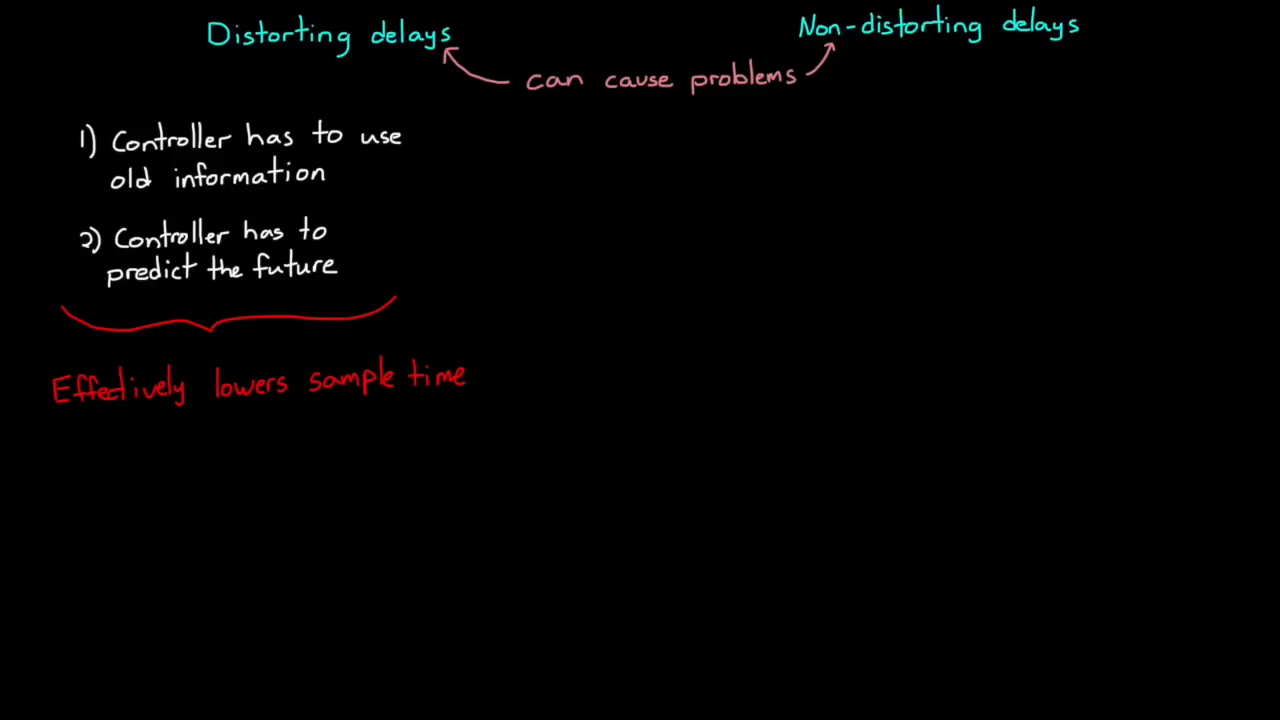 Distorting delays
Non-distorting delays
can cause problems
1) Controller has to use
old information
2) Controller has to
predict the future
Effectively lowers sample time